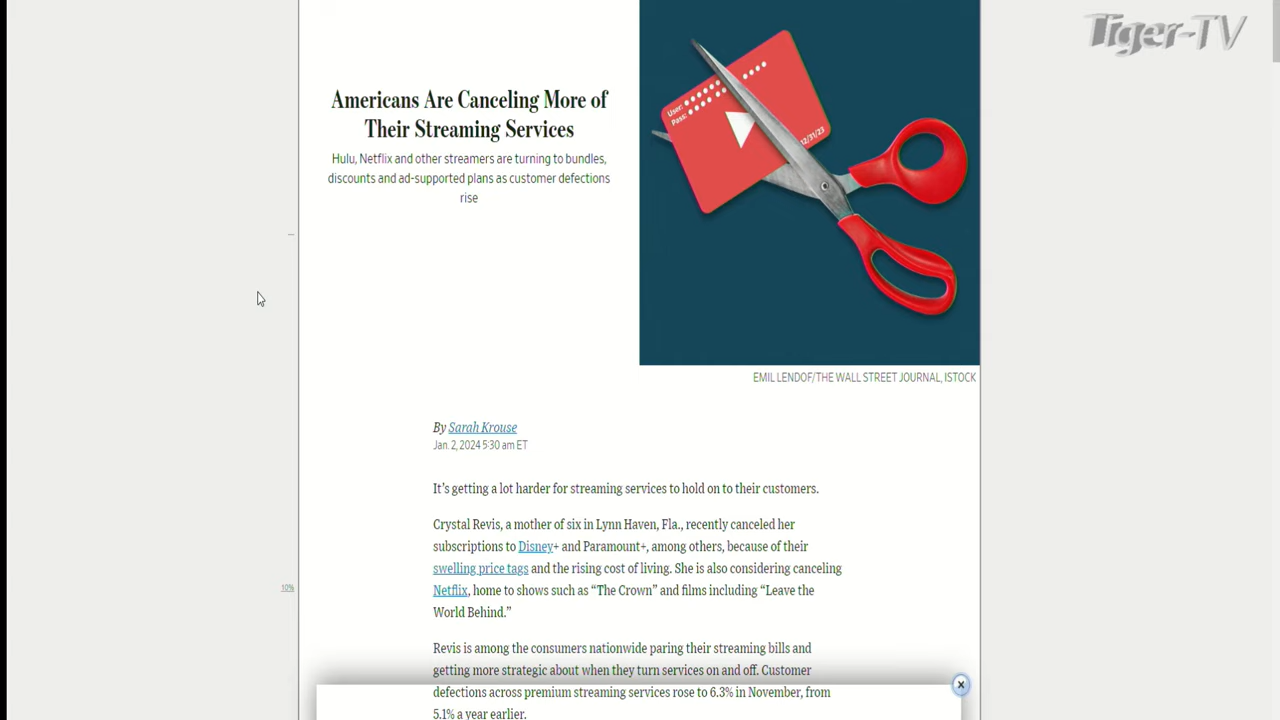 Tiger-TV
Americans Are Canceling More of
Their Streaming Services
Hulu, Netflix and other streamers are turning to bundles,
discounts and ad-supported plans as customer defections
rise
User:
Pass:
12/31/23
EMIL LENDOF/THE WALL STREET JOURNAL, ISTOCK
By Sarah Krouse
Jan. 2, 2024 5:30 am ET
It's getting a lot harder for streaming services to hold on to their customers.
Crystal Revis, a mother of six in Lynn Haven, Fla., recently canceled her
subscriptions to Disney+ and Paramount+, among others, because of their
swelling price tags and the rising cost of living. She is also considering canceling
10%
Netflix, home to shows such as “The Crown” and films including “Leave the
World Behind.”
Revis is among the consumers nationwide paring their streaming bills and
getting more strategic about when they turn services on and off. Customer
defections across premium streaming services rose to 6.3% in November, from
5.1% a year earlier.